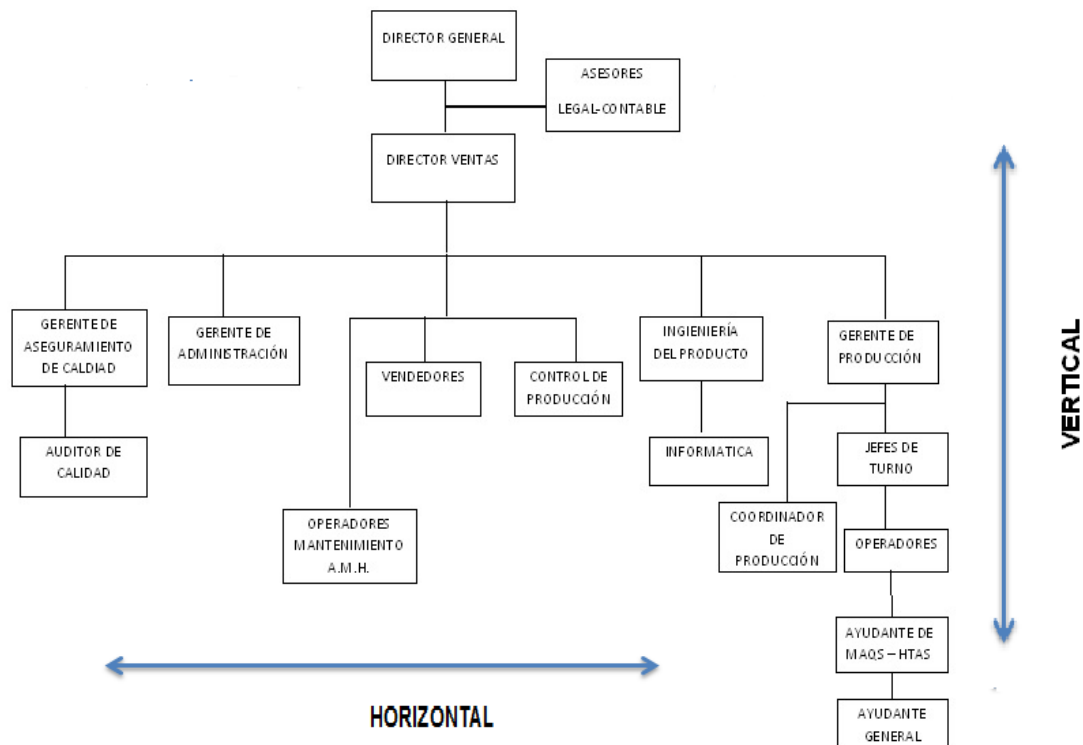 DIRECTOR GENERAL
ASESORES
LEGAL-CONTABLE
DIRECTOR VENTAS
GERENTE DE
ASEGURAMIENTO
DE CALDIAD
GERENTE DE
ADMINISTRACIÓN
VENDEDORES
CONTROL DE
PRODUCCIÓN
INGIENIERÍA
DEL PRODUCTO
GERENTE DE
PRODUCCIÓN
AUDITOR DE
CALIDAD
INFORMATICA
JEFES DE
TURNO
OPERADORES
MANTENIMIENTO
A.M.H.
COORDINADOR
DE
PRODUCCIÓN
OPERADORES
AYUDANTE DE
MAQS – HTAS
AYUDANTE
GENERAL
HORIZONTAL
VERTICAL